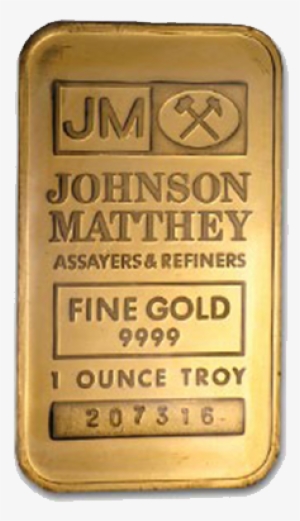 JM
JOHNSON
MATTHEY
ASSAYERS & REFINERS
FINE GOLD
9999
1 OUNCE TROY
207316